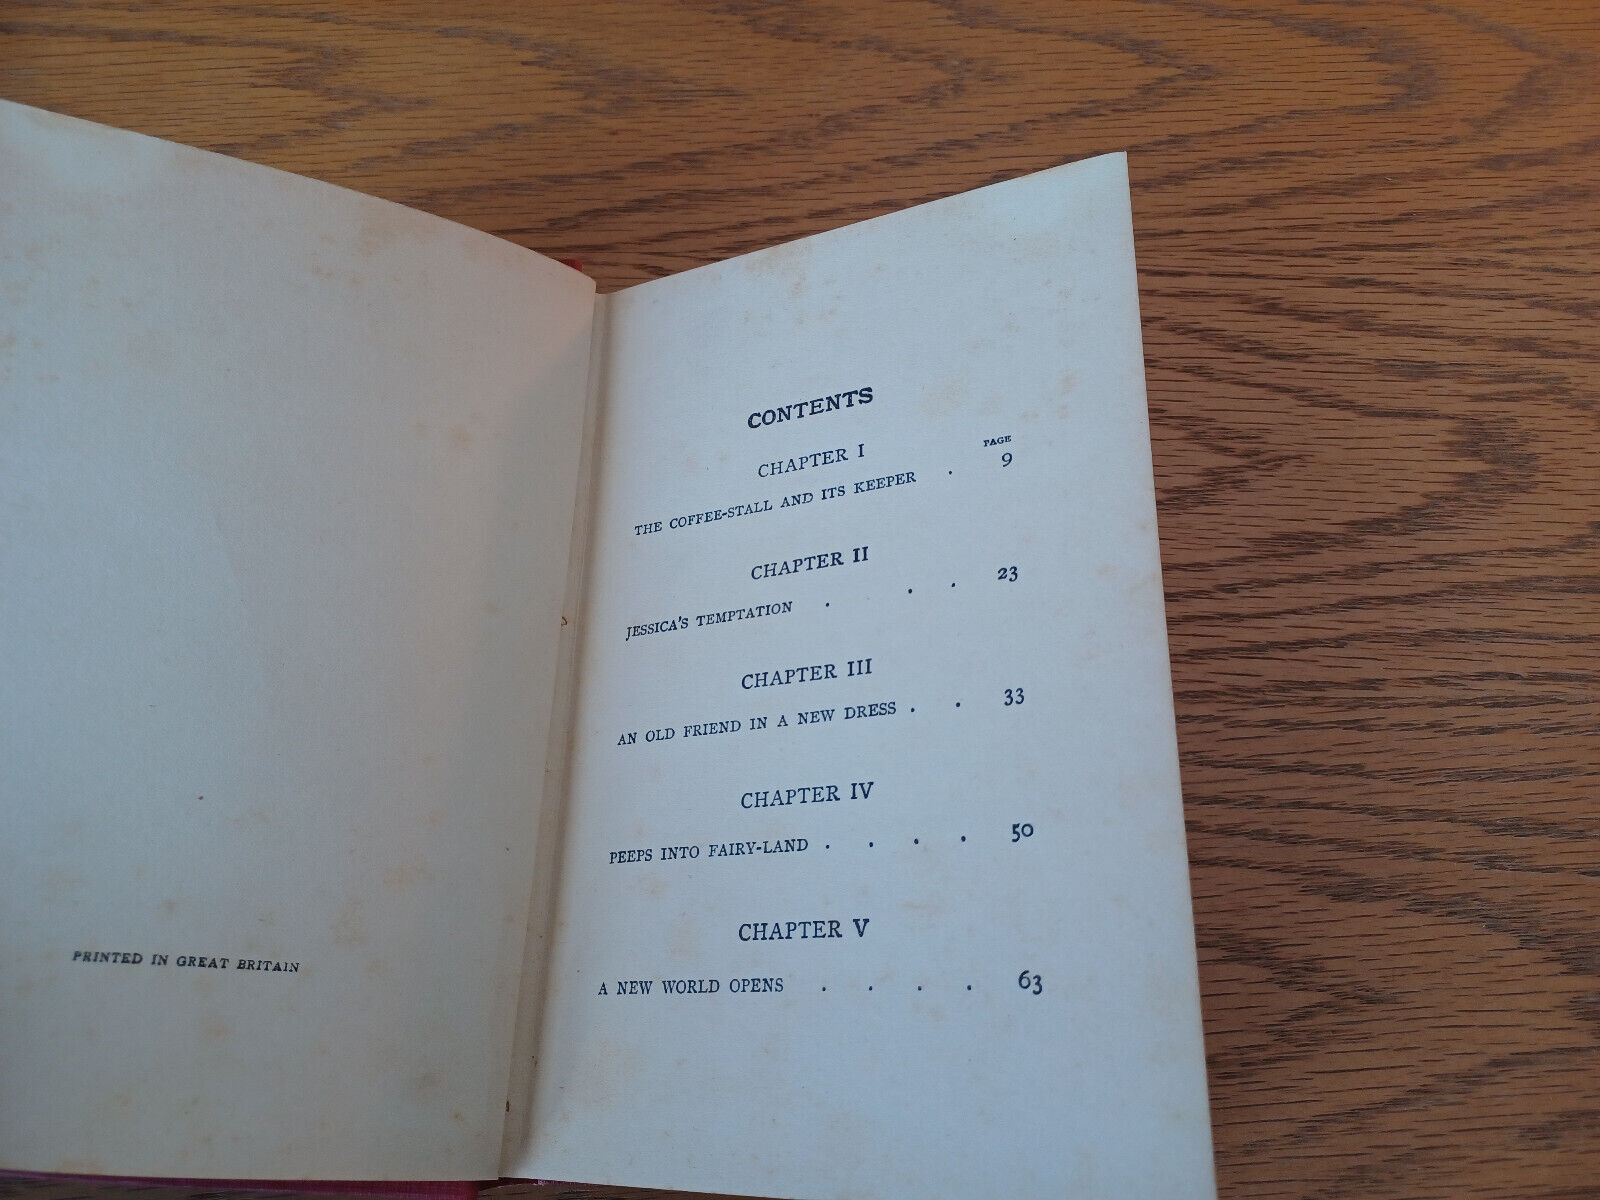 PRINTED IN GREAT BRITAIN
CONTENTS
CHAPTER I
PAGE
THE COFFEE-STALL AND ITS KEEPER . 9
CHAPTER II
JESSICA'S TEMPTATION . . . 23
CHAPTER III
AN OLD FRIEND IN A NEW DRESS . . 33
CHAPTER IV
PEEPS INTO FAIRY-LAND . . . . 50
CHAPTER V
A NEW WORLD OPENS . . . . 63